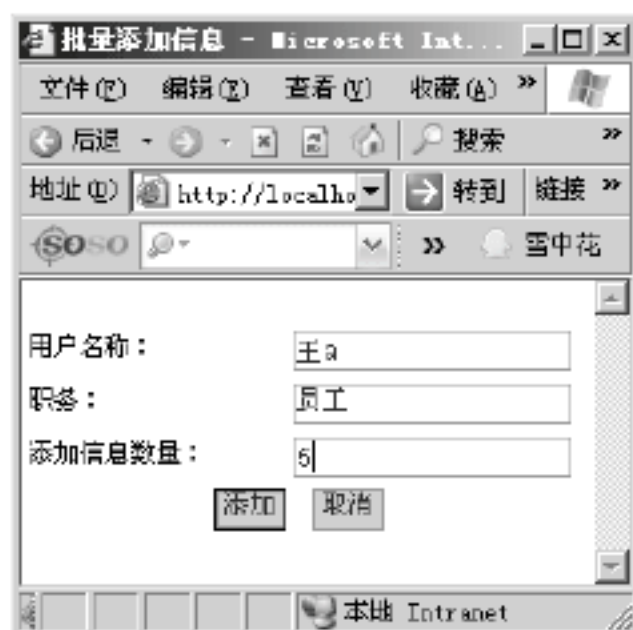 批量添加信息 - Microsoft Int...
文件(F) 编辑(E) 查看(V) 收藏(A) »
后退 搜索 »
地址(D) http://localho 转到 链接 »
SOSO » 雪中花
用户名称： 王a
职务： 员工
添加信息数量： 5
添加 取消
本地 Intranet